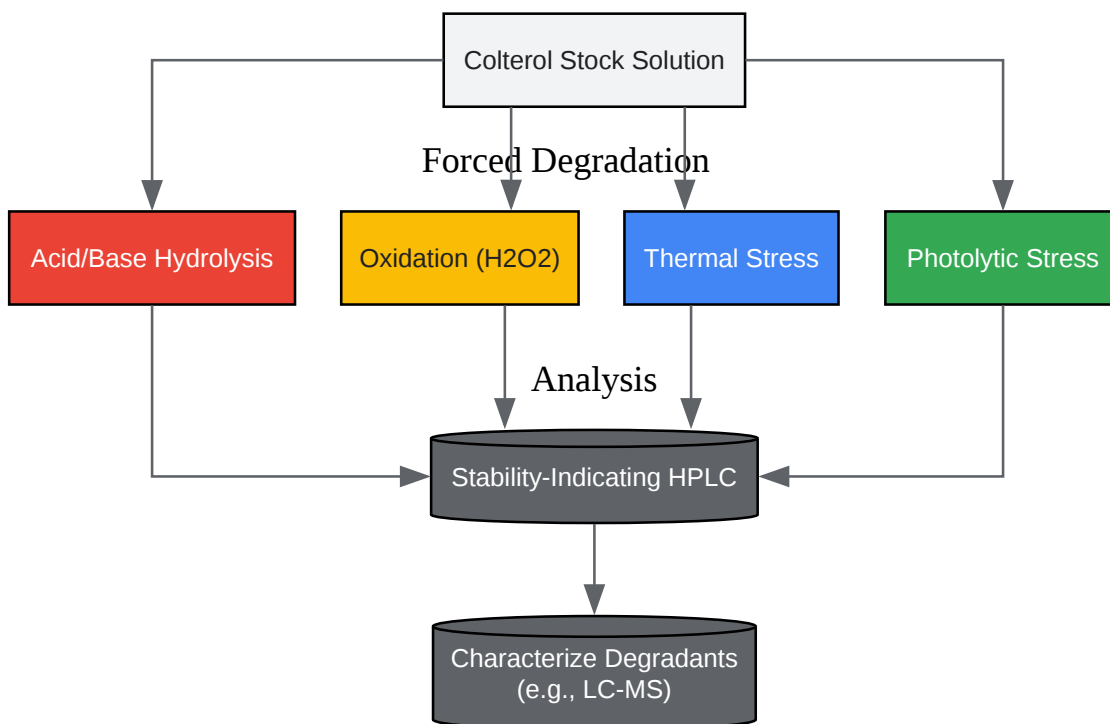 Colterol Stock Solution
Forced Degradation
Acid/Base Hydrolysis
Oxidation (H2O2)
Thermal Stress
Photolytic Stress
Analysis
Stability-Indicating HPLC
Characterize Degradants
(e.g., LC-MS)